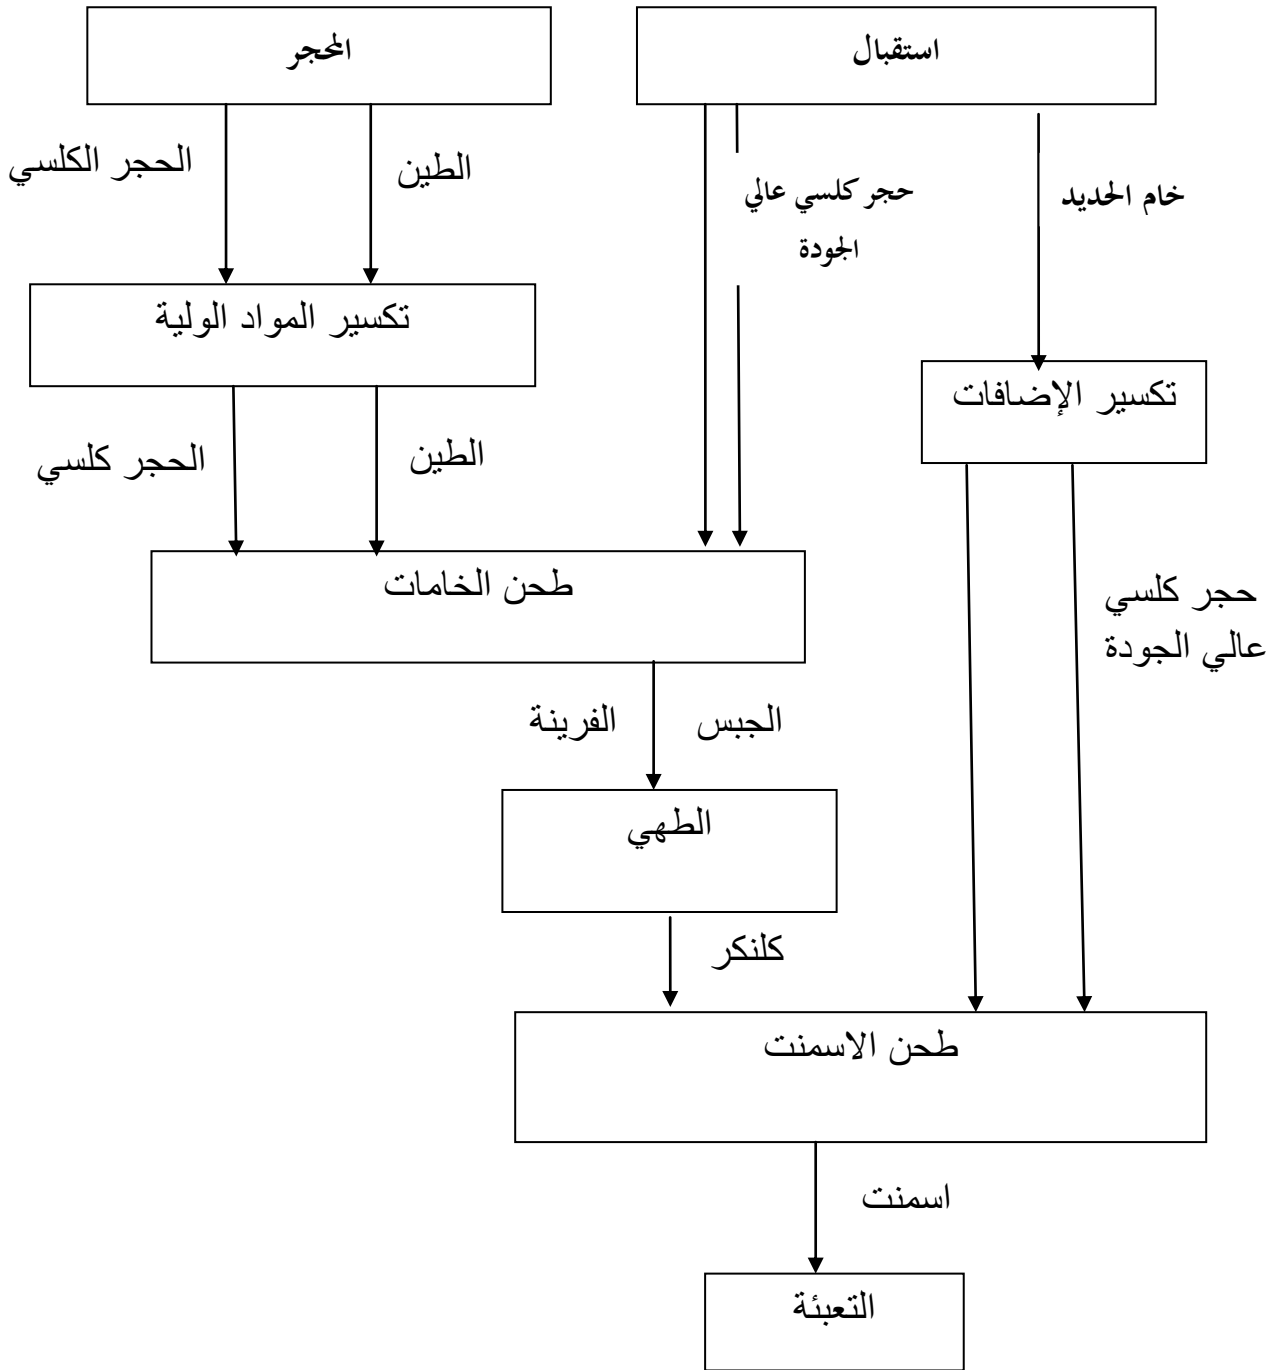 استقبال
المحجر
الحجر الكلسي
الطين
حجر كلسي عالي
الجودة
خام الحديد
تكسير المواد الولية
تكسير الإضافات
الحجر كلسي
الطين
طحن الخامات
حجر كلسي
عالي الجودة
الجبس
الفرينة
الطهي
كلنكر
طحن الاسمنت
اسمنت
التعبئة